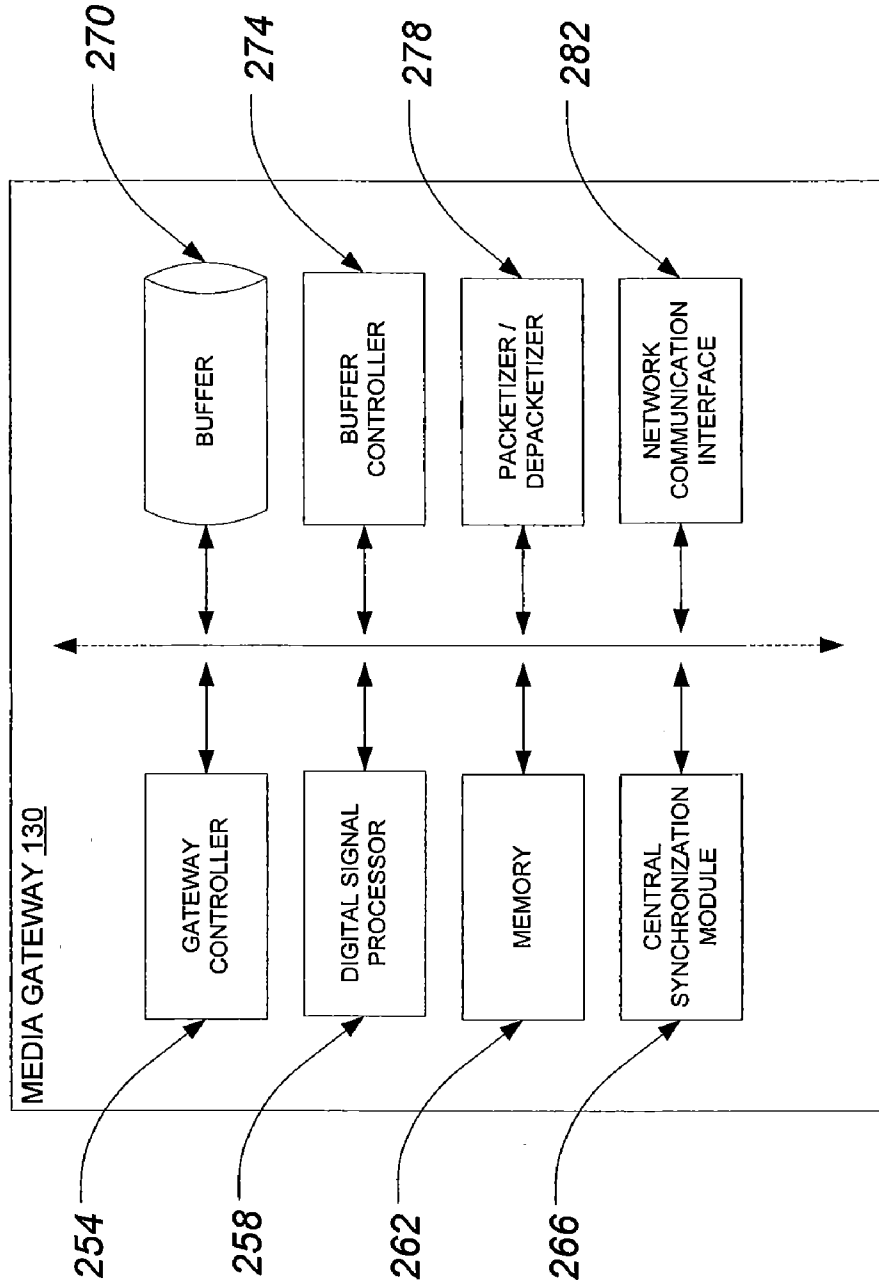 MEDIA GATEWAY 130
254
GATEWAY
CONTROLLER
258
DIGITAL SIGNAL
PROCESSOR
262
MEMORY
266
CENTRAL
SYNCHRONIZATION
MODULE
270
BUFFER
274
BUFFER
CONTROLLER
278
PACKETIZER /
DEPACKETIZER
282
NETWORK
COMMUNICATION
INTERFACE